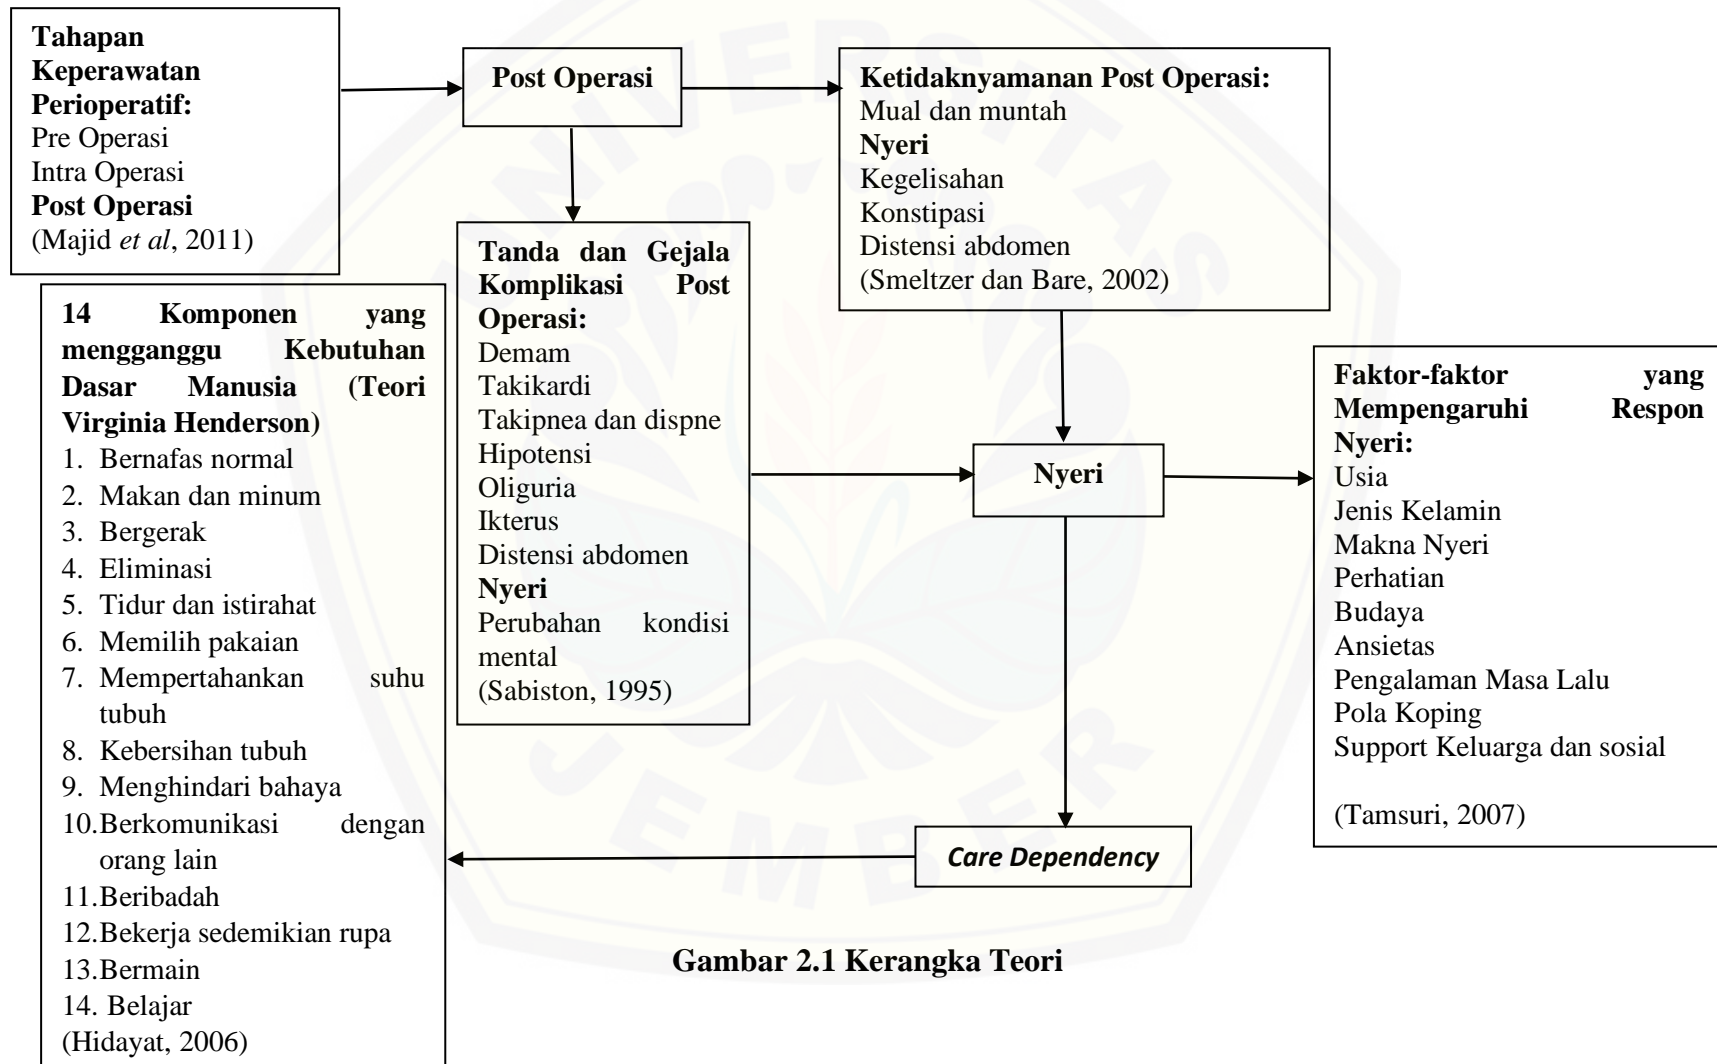 Tahapan
Keperawatan
Perioperatif:
Pre Operasi
Intra Operasi
Post Operasi
(Majid et al, 2011)
Post Operasi
Ketidaknyamanan Post Operasi:
Mual dan muntah
Nyeri
Kegelisahan
Konstipasi
Distensi abdomen
(Smeltzer dan Bare, 2002)
14 Komponen yang
mengganggu Kebutuhan
Dasar Manusia (Teori
Virginia Henderson)
1. Bernafas normal
2. Makan dan minum
3. Bergerak
4. Eliminasi
5. Tidur dan istirahat
6. Memilih pakaian
7. Mempertahankan suhu
tubuh
8. Kebersihan tubuh
9. Menghindari bahaya
10.Berkomunikasi dengan
orang lain
11.Beribadah
12.Bekerja sedemikian rupa
13.Bermain
14. Belajar
(Hidayat, 2006)
Tanda dan Gejala
Komplikasi Post
Operasi:
Demam
Takikardi
Takipnea dan dispne
Hipotensi
Oliguria
Ikterus
Distensi abdomen
Nyeri
Perubahan kondisi
mental
(Sabiston, 1995)
Nyeri
Faktor-faktor yang
Mempengaruhi Respon
Nyeri:
Usia
Jenis Kelamin
Makna Nyeri
Perhatian
Budaya
Ansietas
Pengalaman Masa Lalu
Pola Koping
Support Keluarga dan sosial
(Tamsuri, 2007)
Care Dependency
Gambar 2.1 Kerangka Teori
UNIVERSITAS
JEMBER